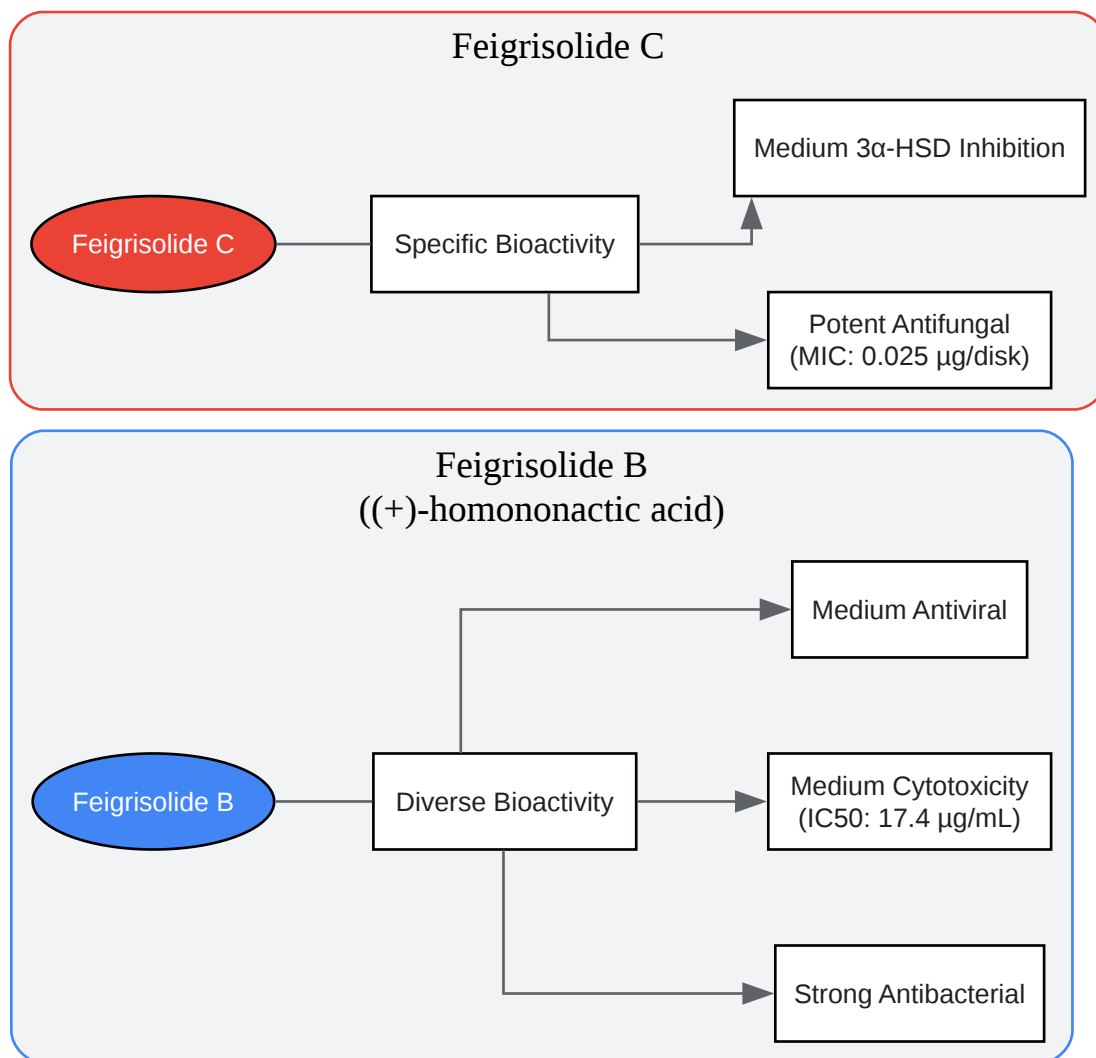 Feigrisolide C
Medium 3α-HSD Inhibition
Feigrisolide C
Specific Bioactivity
Potent Antifungal
(MIC: 0.025 µg/disk)
Feigrisolide B
((+)-homononactic acid)
Medium Antiviral
Feigrisolide B
Diverse Bioactivity
Medium Cytotoxicity
(IC50: 17.4 µg/mL)
Strong Antibacterial